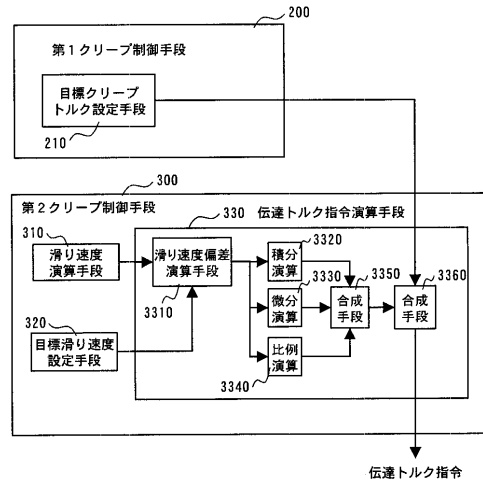 200
第1クリープ制御手段
目標クリープ
トルク設定手段
210
300
第2クリープ制御手段
330
伝達トルク指令演算手段
310
滑り速度
演算手段
滑り速度偏差
演算手段
3310
320
目標滑り速度
設定手段
3320
積分
演算
3330
微分
演算
比例
演算
3340
3350
合成
手段
3360
合成
手段
伝達トルク指令